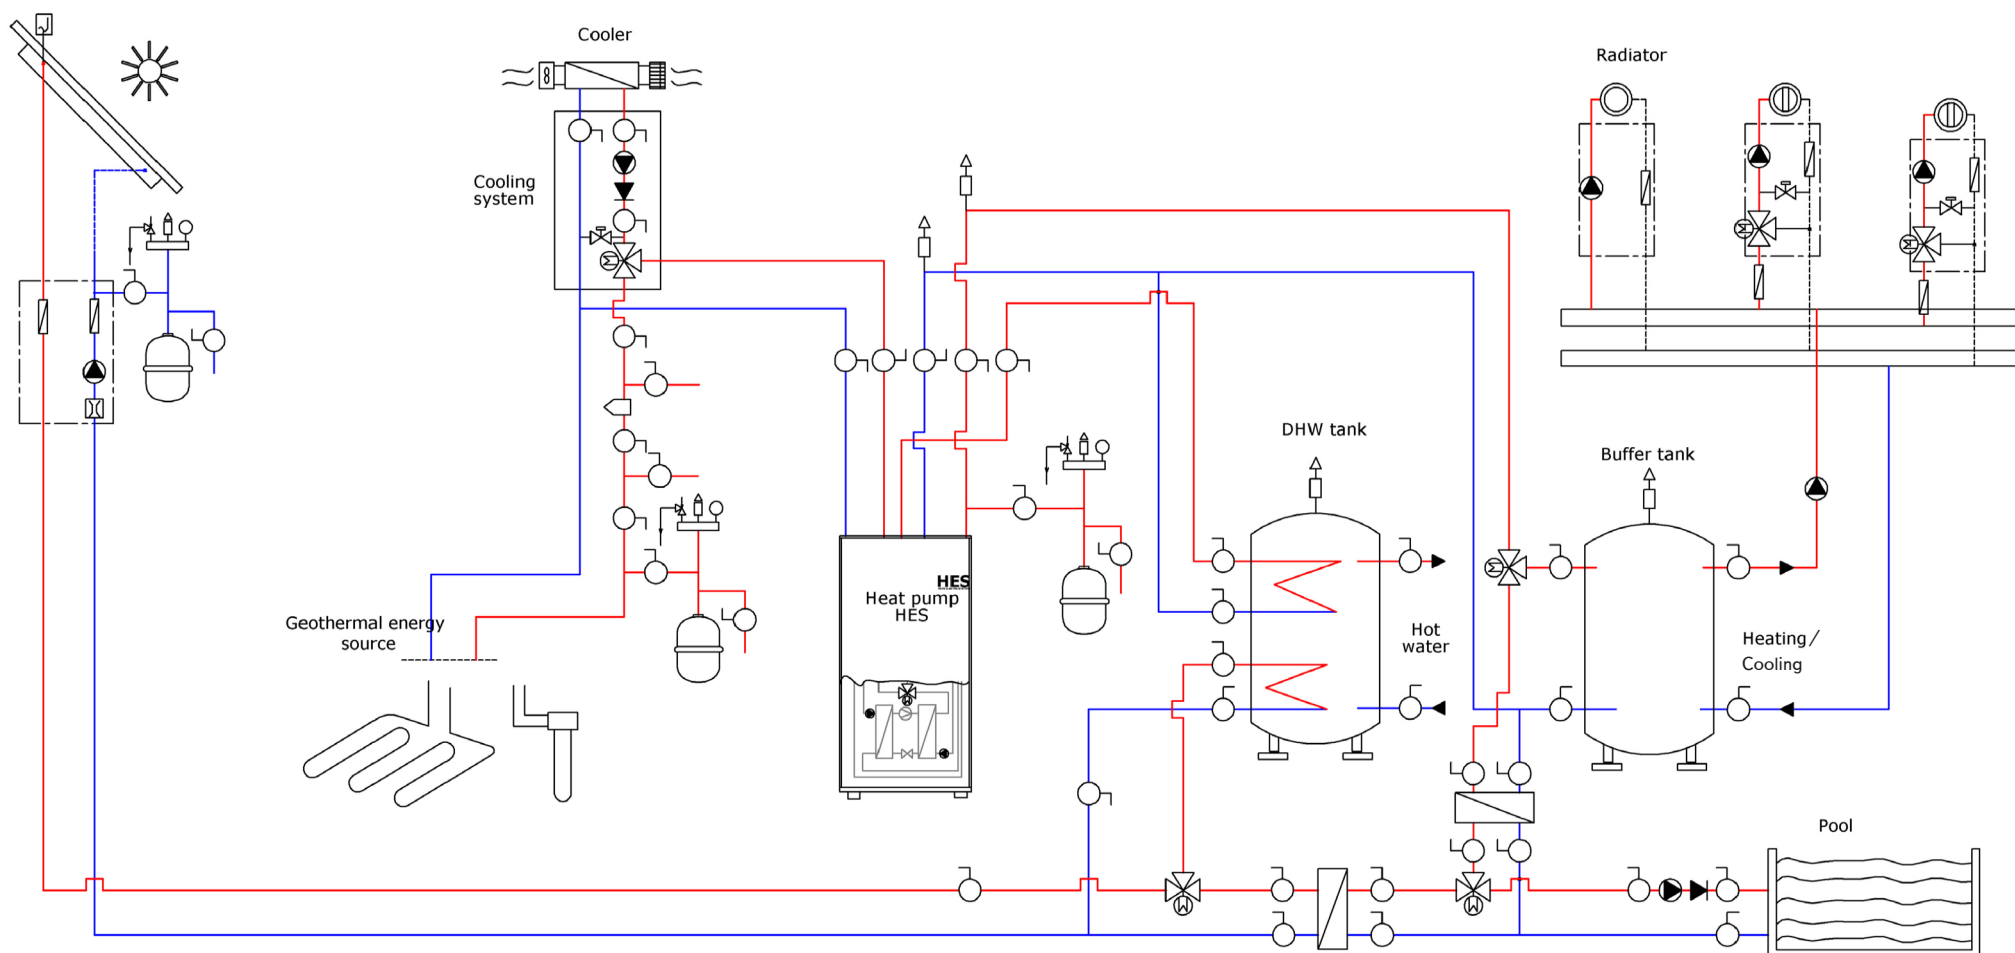 Cooler
Radiator
Cooling
system
DHW tank
Buffer tank
HES
Heat pump
HES
Geothermal energy
source
Hot
water
Heating/
Cooling
Pool